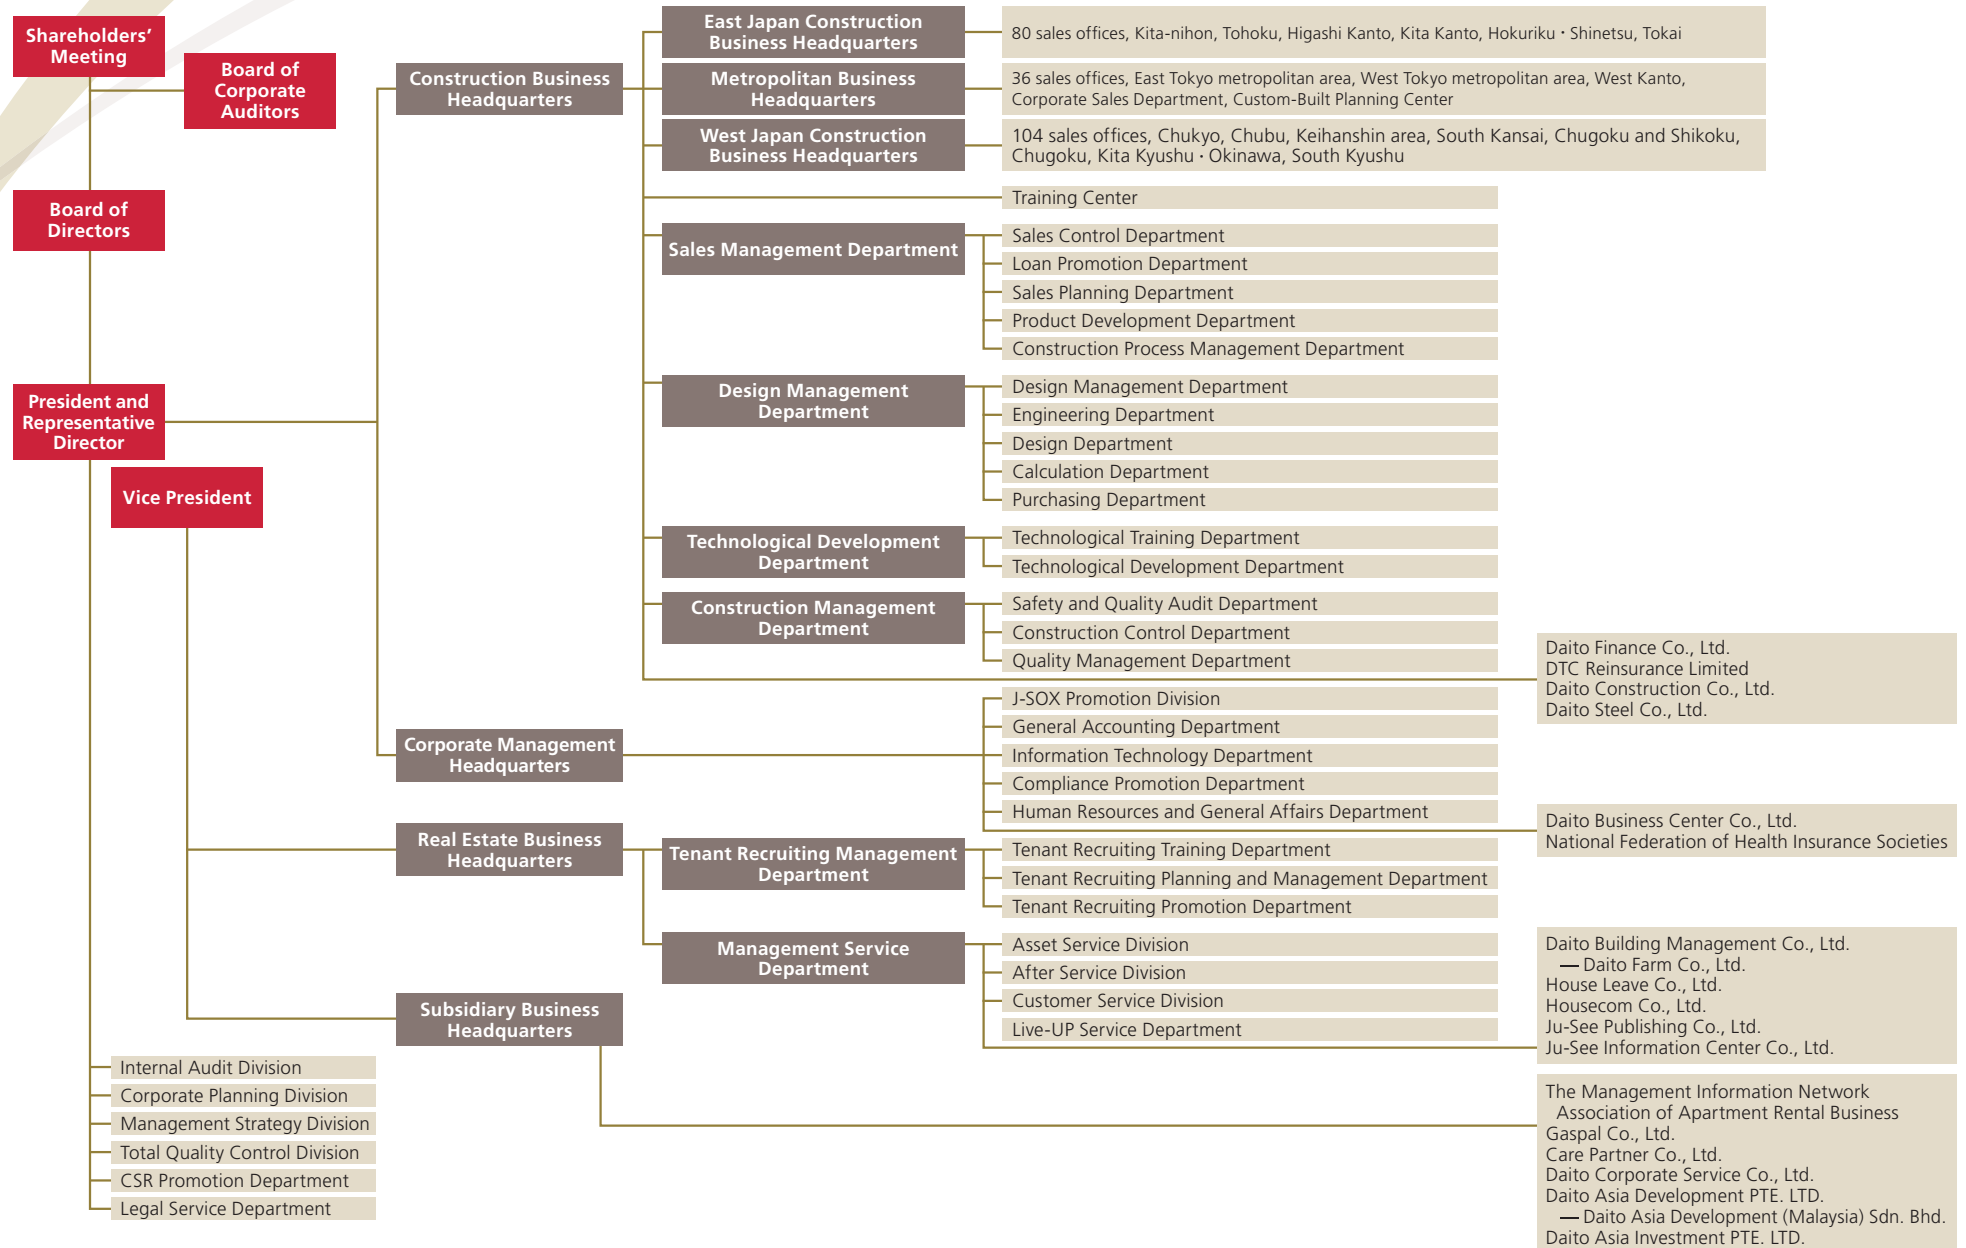 Shareholders'
Meeting
Board of
Corporate
Auditors
Board of
Directors
President and
Representative
Director
Vice President
Internal Audit Division
Corporate Planning Division
Management Strategy Division
Total Quality Control Division
CSR Promotion Department
Legal Service Department
Construction Business
Headquarters
East Japan Construction
Business Headquarters
80 sales offices, Kita-nihon, Tohoku, Higashi Kanto, Kita Kanto, Hokuriku・Shinetsu, Tokai
Metropolitan Business
Headquarters
36 sales offices, East Tokyo metropolitan area, West Tokyo metropolitan area, West Kanto,
Corporate Sales Department, Custom-Built Planning Center
West Japan Construction
Business Headquarters
104 sales offices, Chukyo, Chubu, Keihanshin area, South Kansai, Chugoku and Shikoku,
Chugoku, Kita Kyushu・Okinawa, South Kyushu
Training Center
Sales Management Department
Sales Control Department
Loan Promotion Department
Sales Planning Department
Product Development Department
Construction Process Management Department
Design Management
Department
Design Management Department
Engineering Department
Design Department
Calculation Department
Purchasing Department
Technological Development
Department
Technological Training Department
Technological Development Department
Construction Management
Department
Safety and Quality Audit Department
Construction Control Department
Quality Management Department
Daito Finance Co., Ltd.
DTC Reinsurance Limited
Daito Construction Co., Ltd.
Daito Steel Co., Ltd.
Corporate Management
Headquarters
J-SOX Promotion Division
General Accounting Department
Information Technology Department
Compliance Promotion Department
Human Resources and General Affairs Department
Daito Business Center Co., Ltd.
National Federation of Health Insurance Societies
Real Estate Business
Headquarters
Tenant Recruiting Management
Department
Tenant Recruiting Training Department
Tenant Recruiting Planning and Management Department
Tenant Recruiting Promotion Department
Management Service
Department
Asset Service Division
After Service Division
Customer Service Division
Live-UP Service Department
Daito Building Management Co., Ltd.
— Daito Farm Co., Ltd.
House Leave Co., Ltd.
Housecom Co., Ltd.
Ju-See Publishing Co., Ltd.
Ju-See Information Center Co., Ltd.
Subsidiary Business
Headquarters
The Management Information Network
Association of Apartment Rental Business
Gaspal Co., Ltd.
Care Partner Co., Ltd.
Daito Corporate Service Co., Ltd.
Daito Asia Development PTE. LTD.
— Daito Asia Development (Malaysia) Sdn. Bhd.
Daito Asia Investment PTE. LTD.